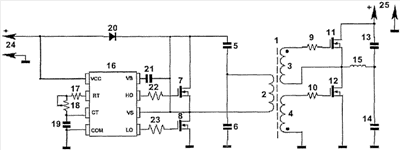 + 20 + 25
24 5 1 9 11 13
16 21
VCC VB 7 3 15
17 RT HO 22 2
18 10 12
CT VS 8 4
19 COM LO 23 6 14